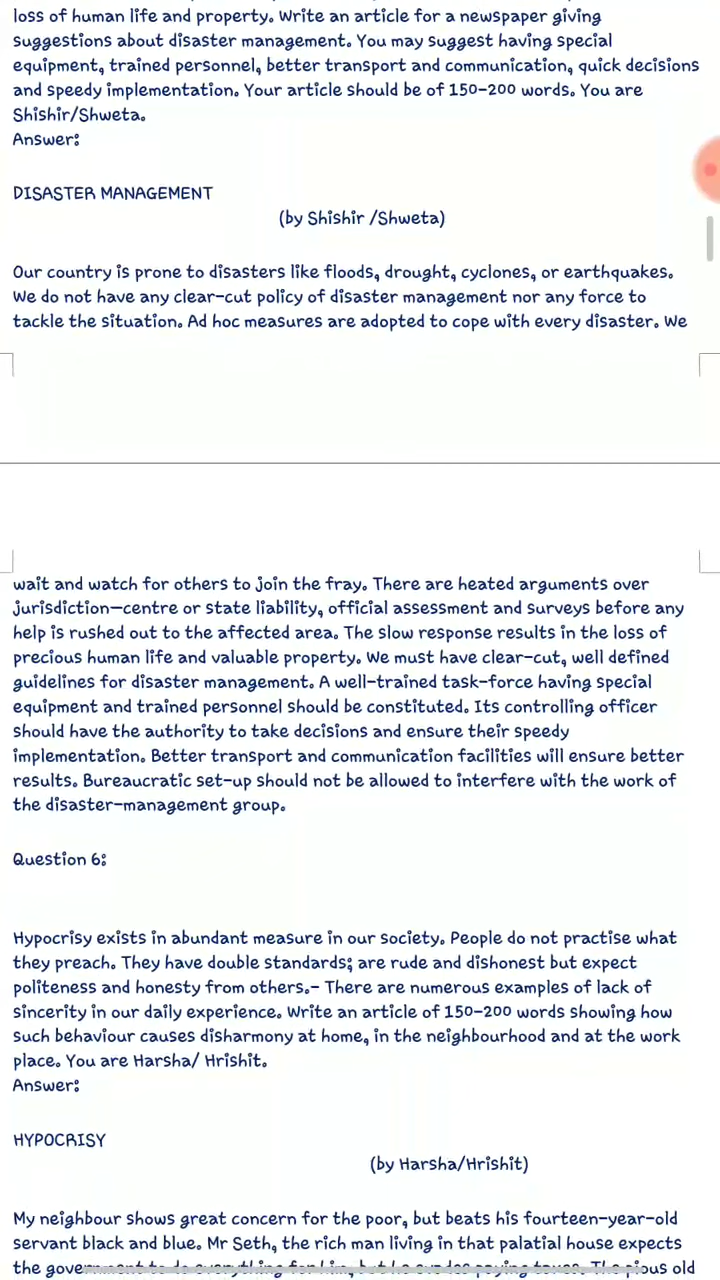 loss of human life and property. Write an article for a newspaper giving
suggestions about disaster management. You may suggest having special
equipment, trained personnel, better transport and communication, quick decisions
and speedy implementation. Your article should be of 150-200 words. You are
Shishir/Shweta.
Answer:
DISASTER MANAGEMENT
(by Shishir /Shweta)
Our country is prone to disasters like floods, drought, cyclones, or earthquakes.
We do not have any clear-cut policy of disaster management nor any force to
tackle the situation. Ad hoc measures are adopted to cope with every disaster. We
wait and watch for others to join the fray. There are heated arguments over
jurisdiction—centre or state liability, official assessment and surveys before any
help is rushed out to the affected area. The slow response results in the loss of
precious human life and valuable property. We must have clear-cut, well defined
guidelines for disaster management. A well-trained task-force having special
equipment and trained personnel should be constituted. Its controlling officer
should have the authority to take decisions and ensure their speedy
implementation. Better transport and communication facilities will ensure better
results. Bureaucratic set-up should not be allowed to interfere with the work of
the disaster-management group.
Question 6:
Hypocrisy exists in abundant measure in our society. People do not practise what
they preach. They have double standards; are rude and dishonest but expect
politeness and honesty from others.- There are numerous examples of lack of
sincerity in our daily experience. Write an article of 150-200 words showing how
such behaviour causes disharmony at home, in the neighbourhood and at the work
place. You are Harsha/ Hrishit.
Answer:
HYPOCRISY
(by Harsha/Hrishit)
My neighbour shows great concern for the poor, but beats his fourteen-year-old
servant black and blue. Mr Seth, the rich man living in that palatial house expects
the government to do everything for him, but he evades paying taxes. The pious old